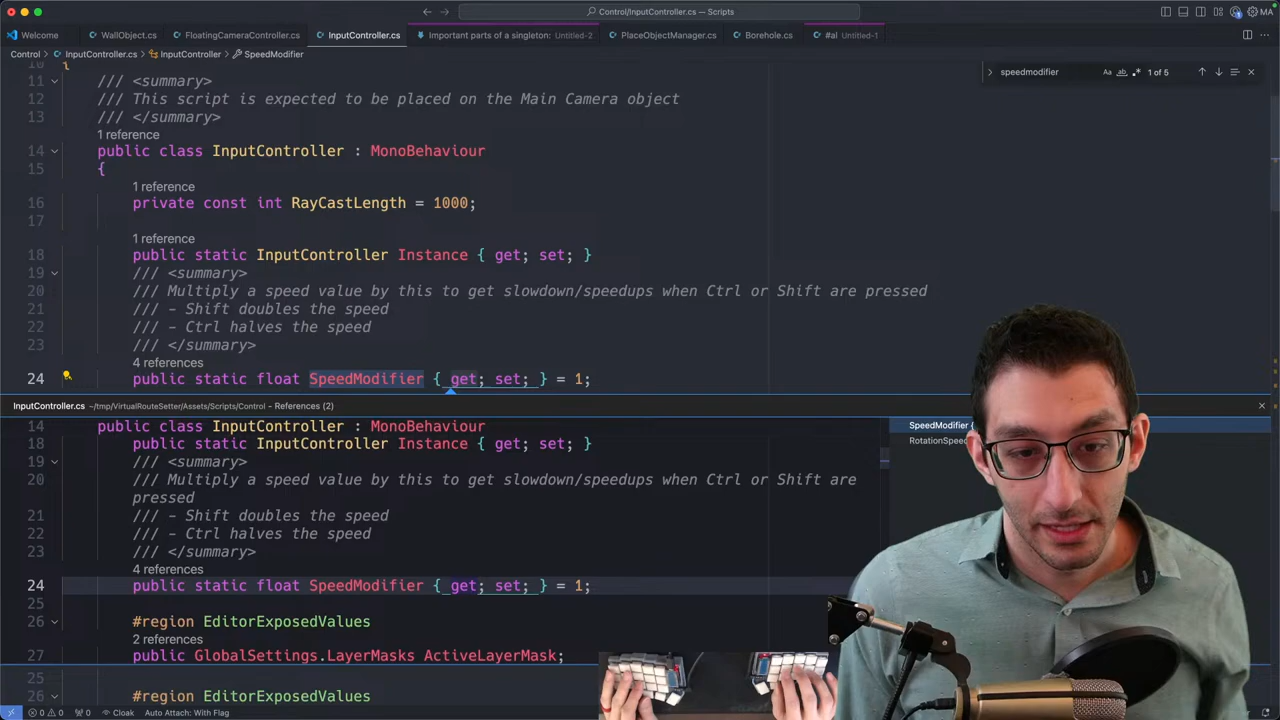 Control/InputController.cs — Scripts
MA
Welcome
WallObject.cs
FloatingCameraController.cs
InputController.cs
Important parts of a singleton: Untitled-2
PlaceObjectManager.cs
Borehole.cs
#al Untitled-1
Control > InputController.cs > InputController > SpeedModifier
speedmodifier
Aa ab .* 1 of 5
10 {
11 /// <summary>
12 /// This script is expected to be placed on the Main Camera object
13 /// </summary>
1 reference
14 public class InputController : MonoBehaviour
15 {
1 reference
16 private const int RayCastLength = 1000;
17
1 reference
18 public static InputController Instance { get; set; }
19 /// <summary>
20 /// Multiply a speed value by this to get slowdown/speedups when Ctrl or Shift are pressed
21 /// - Shift doubles the speed
22 /// - Ctrl halves the speed
23 /// </summary>
4 references
24 public static float SpeedModifier { get; set; } = 1;
InputController.cs ~/tmp/VirtualRouteSetter/Assets/Scripts/Control - References (2)
14 public class InputController : MonoBehaviour
18 public static InputController Instance { get; set; }
19 /// <summary>
20 /// Multiply a speed value by this to get slowdown/speedups when Ctrl or Shift are
pressed
21 /// - Shift doubles the speed
22 /// - Ctrl halves the speed
23 /// </summary>
4 references
24 public static float SpeedModifier { get; set; } = 1;
25
26 #region EditorExposedValues
2 references
27 public GlobalSettings.LayerMasks ActiveLayerMask;
SpeedModifier {
RotationSpeed
25
26 #region EditorExposedValues
0 0 0 Cloak Auto Attach: With Flag